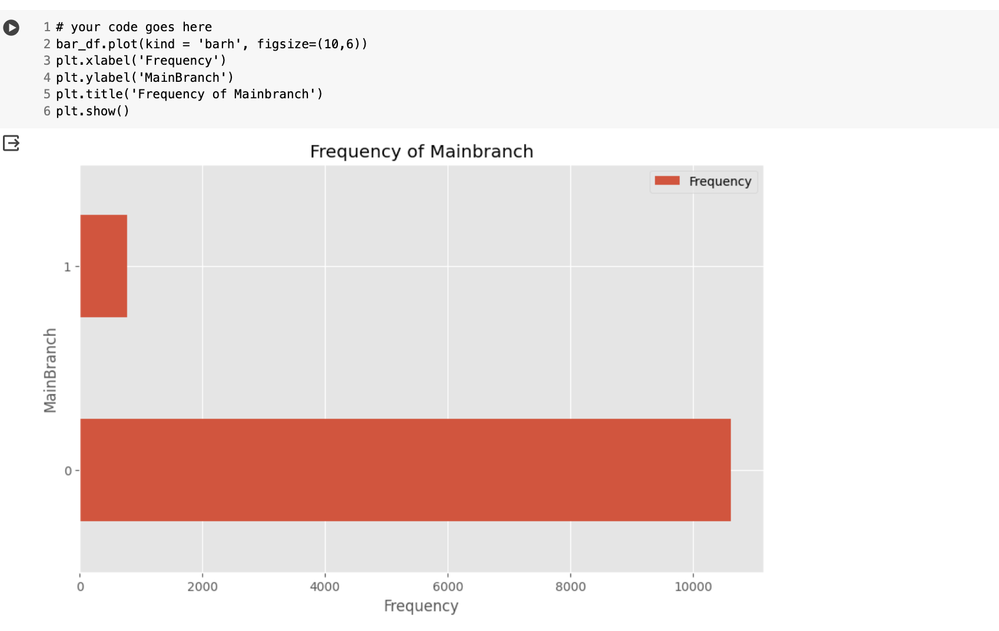 1 # your code goes here
2 bar_df.plot(kind = 'barh', figsize=(10,6))
3 plt.xlabel('Frequency')
4 plt.ylabel('MainBranch')
5 plt.title('Frequency of Mainbranch')
6 plt.show()
Frequency of Mainbranch
Frequency
1
MainBranch
0
0 2000 4000 6000 8000 10000
Frequency